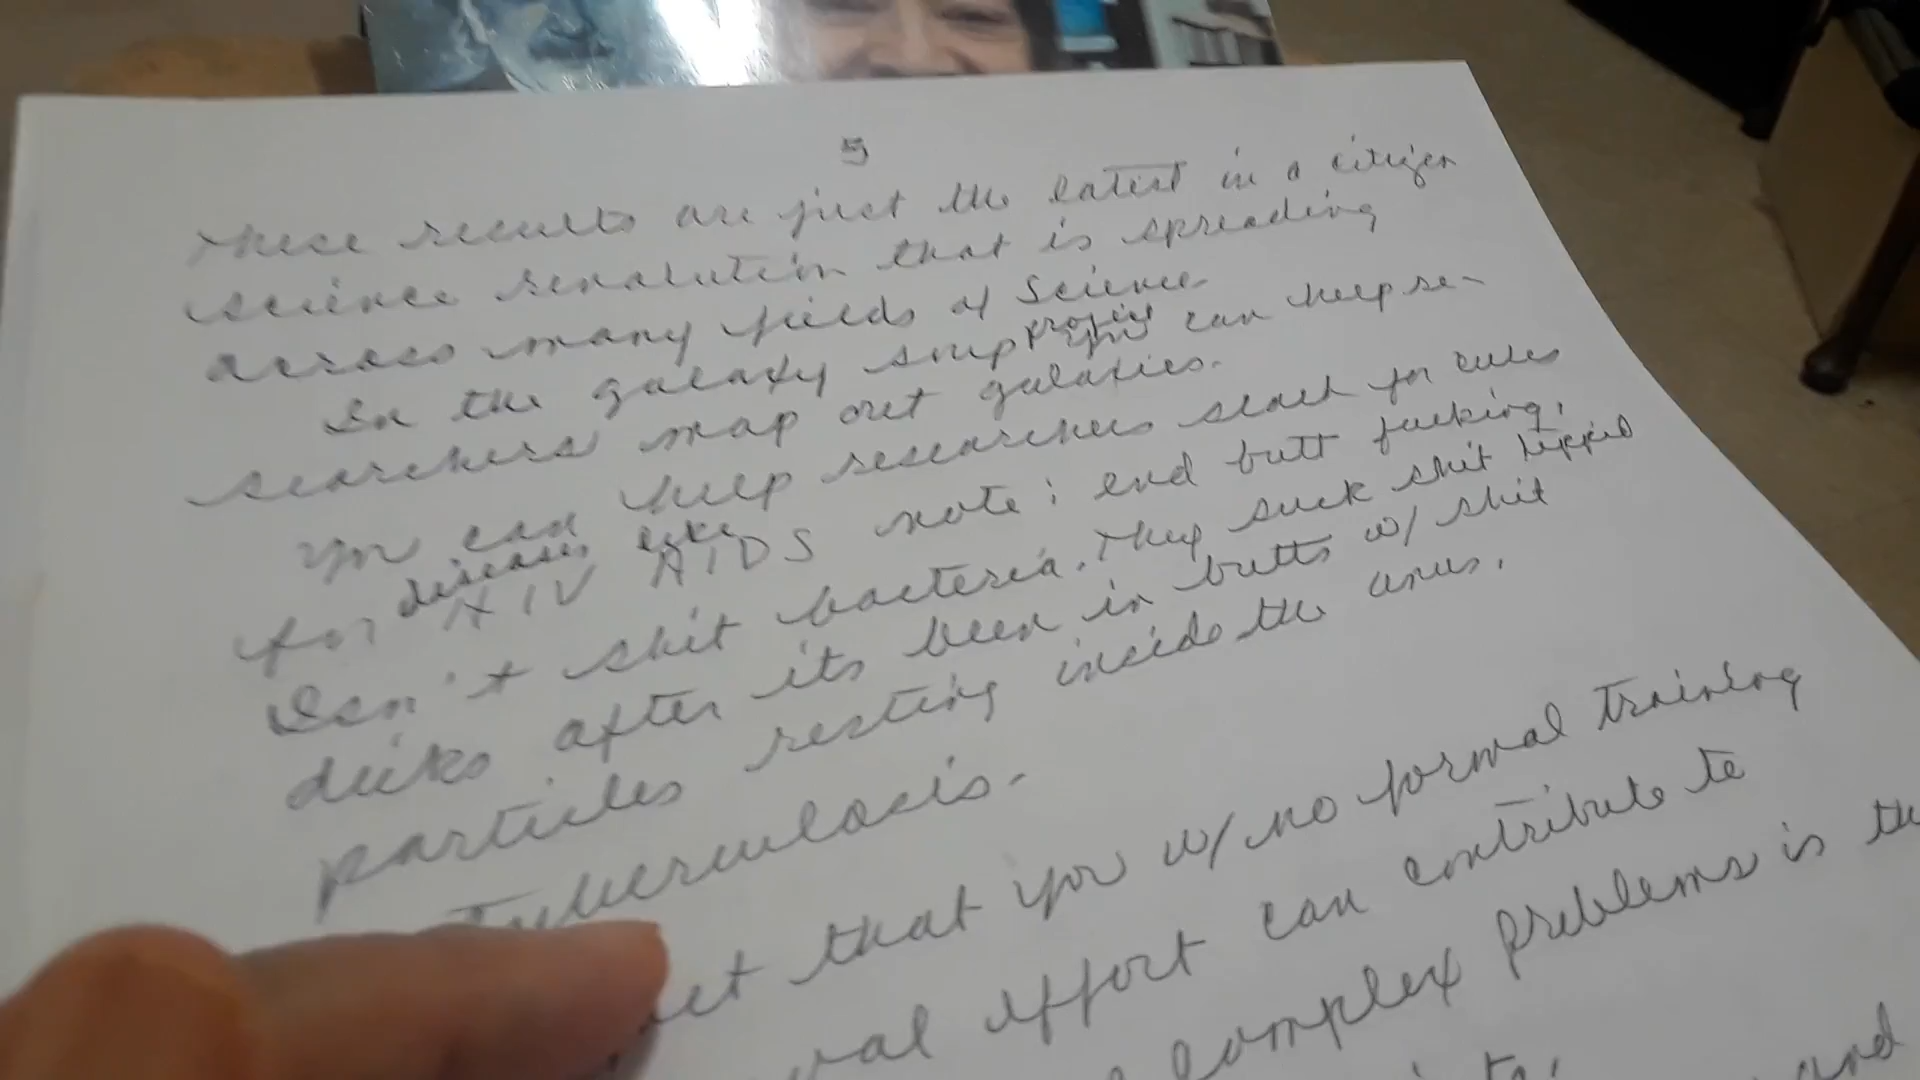 5
These results are just the latest in a citizen
science revolution that is spreading
across many fields of Science.
In the galaxy project you can help re-
searchers map out galaxies.
You can help researchers search for cures
for diseases like HIV AIDS note: end butt fucking,
Isn't shit bacteria. They suck shit tipped
dicks after its been in butts w/ shit
particles resting inside the anus.
Tuberculosis.
that you w/ no formal training
effort can contribute to
complex problems is
and